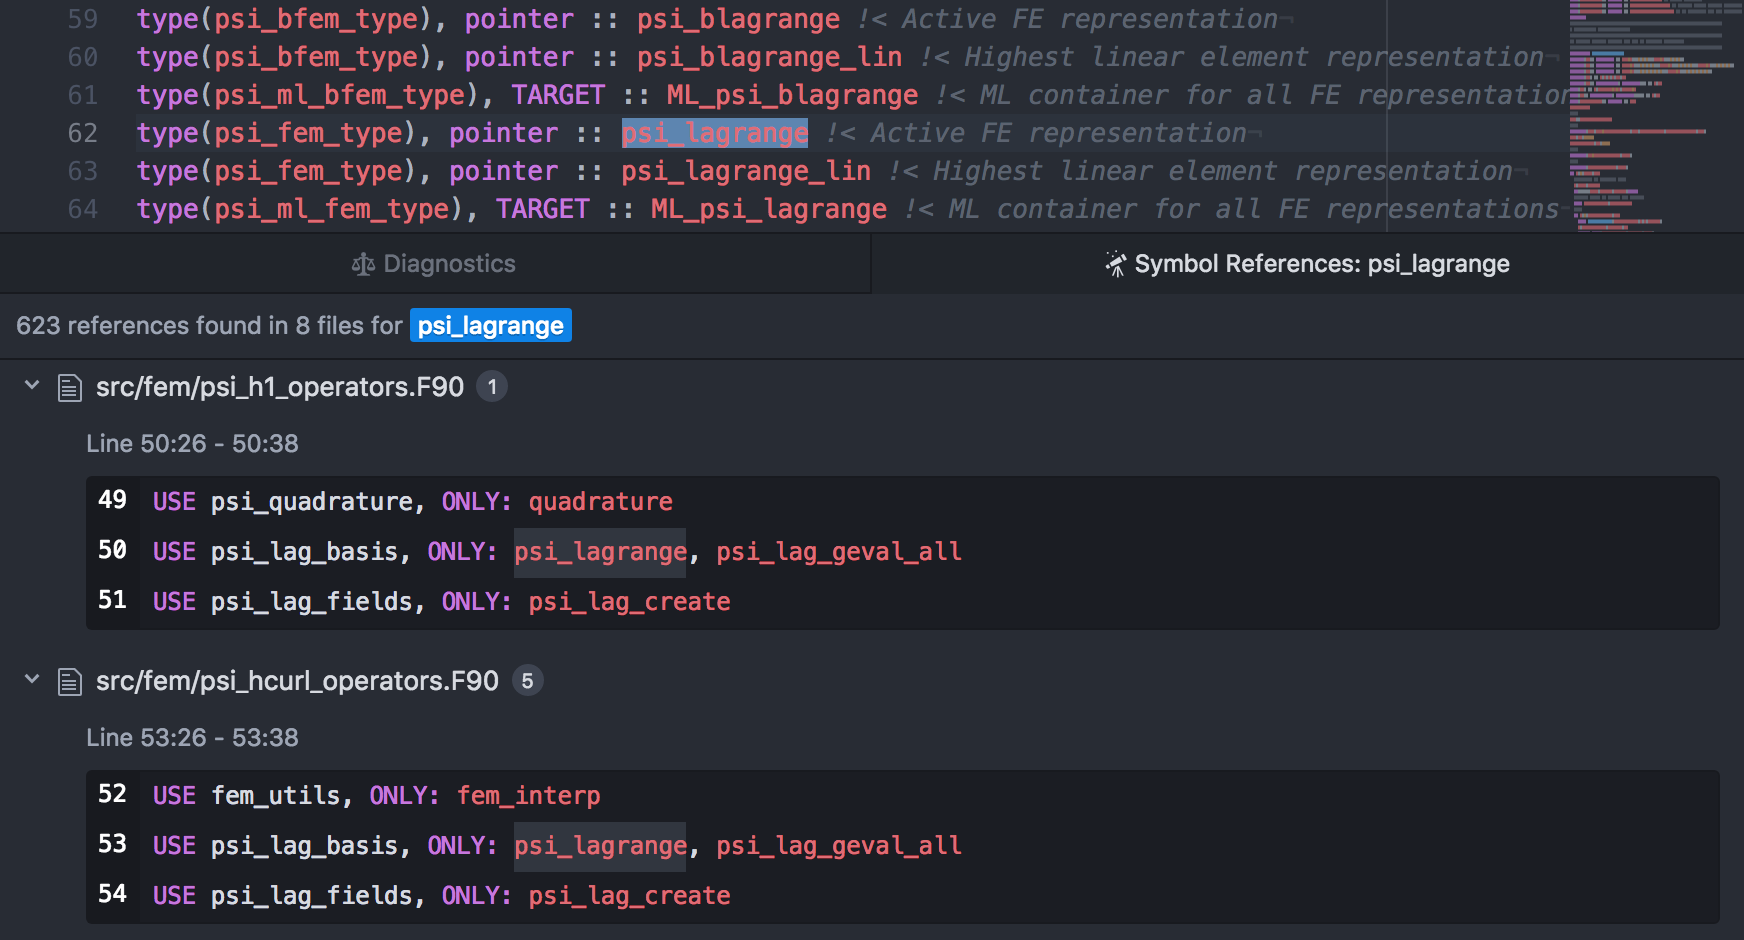 59 type(psi_bfem_type), pointer :: psi_blagrange !< Active FE representation¬
60 type(psi_bfem_type), pointer :: psi_blagrange_lin !< Highest linear element representation¬
61 type(psi_ml_bfem_type), TARGET :: ML_psi_blagrange !< ML container for all FE representation
62 type(psi_fem_type), pointer :: psi_lagrange !< Active FE representation¬
63 type(psi_fem_type), pointer :: psi_lagrange_lin !< Highest linear element representation¬
64 type(psi_ml_fem_type), TARGET :: ML_psi_lagrange !< ML container for all FE representations¬
Diagnostics
Symbol References: psi_lagrange
623 references found in 8 files for psi_lagrange
src/fem/psi_h1_operators.F90 1
Line 50:26 - 50:38
49 USE psi_quadrature, ONLY: quadrature
50 USE psi_lag_basis, ONLY: psi_lagrange, psi_lag_geval_all
51 USE psi_lag_fields, ONLY: psi_lag_create
src/fem/psi_hcurl_operators.F90 5
Line 53:26 - 53:38
52 USE fem_utils, ONLY: fem_interp
53 USE psi_lag_basis, ONLY: psi_lagrange, psi_lag_geval_all
54 USE psi_lag_fields, ONLY: psi_lag_create